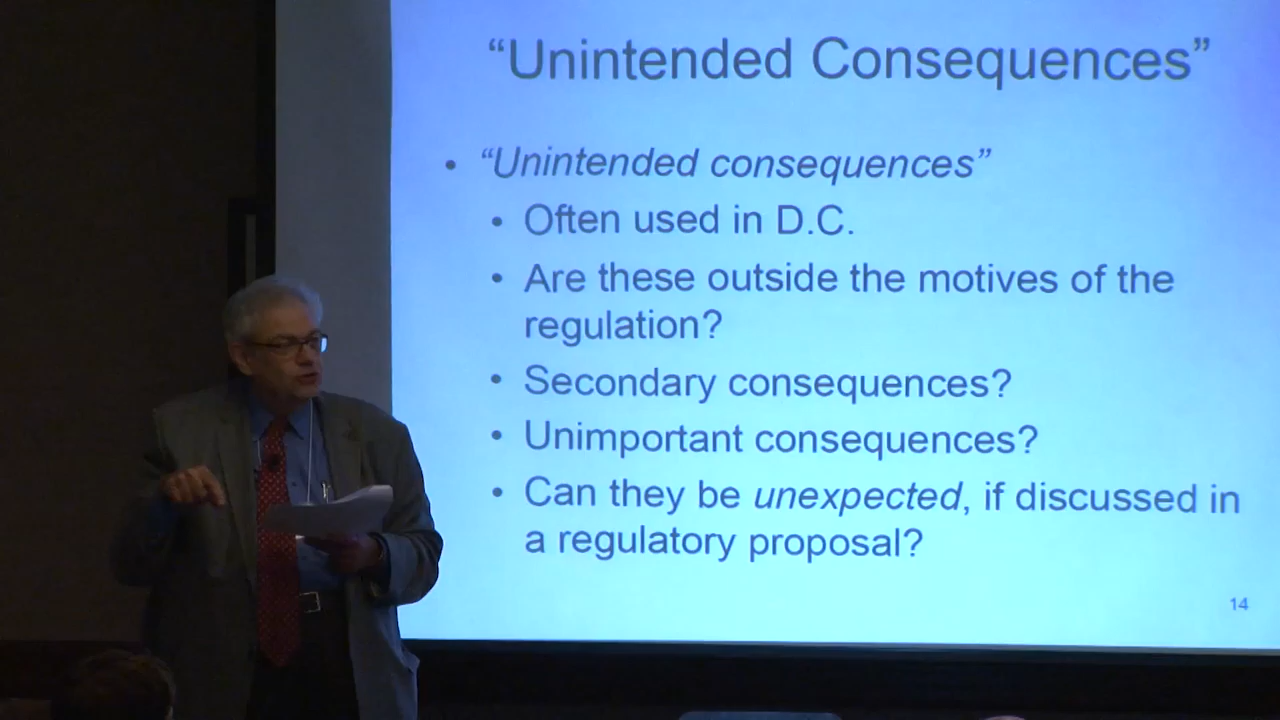 “Unintended Consequences”
• “Unintended consequences”
• Often used in D.C.
• Are these outside the motives of the
regulation?
• Secondary consequences?
• Unimportant consequences?
• Can they be unexpected, if discussed in
a regulatory proposal?
14